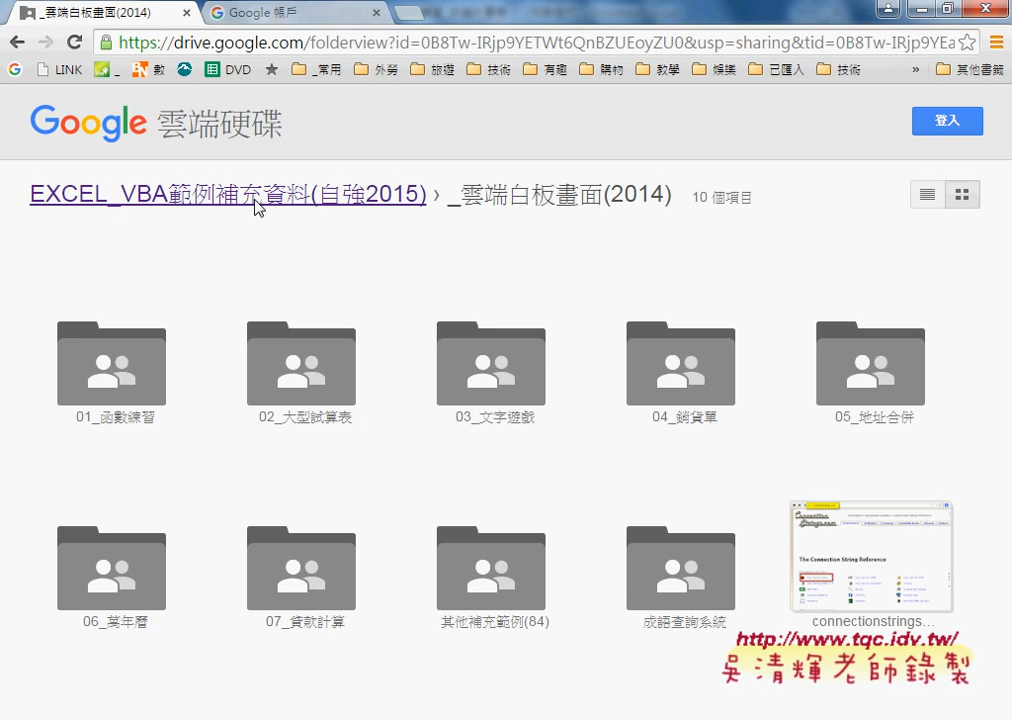 _雲端白板畫面(2014)
Google 帳戶
https://drive.google.com/folderview?id=0B8Tw-IRjp9YETWt6QnBZUEoyZU0&usp=sharing&tid=0B8Tw-IRjp9YEa
LINK _ 數 DVD _常用 外勞 旅遊 技術 有趣 購物 教學 娛樂 已匯入 技術 » 其他書籤
Google 雲端硬碟
登入
EXCEL_VBA範例補充資料(自強2015) › _雲端白板畫面(2014) 10 個項目
01_函數練習
02_大型試算表
03_文字遊戲
04_銷貨單
05_地址合併
The Connection String Reference
06_萬年曆
07_貸款計算
其他補充範例(84)
成語查詢系統
connectionstrings...
http://www.tqc.idv.tw/
吳清輝老師錄製